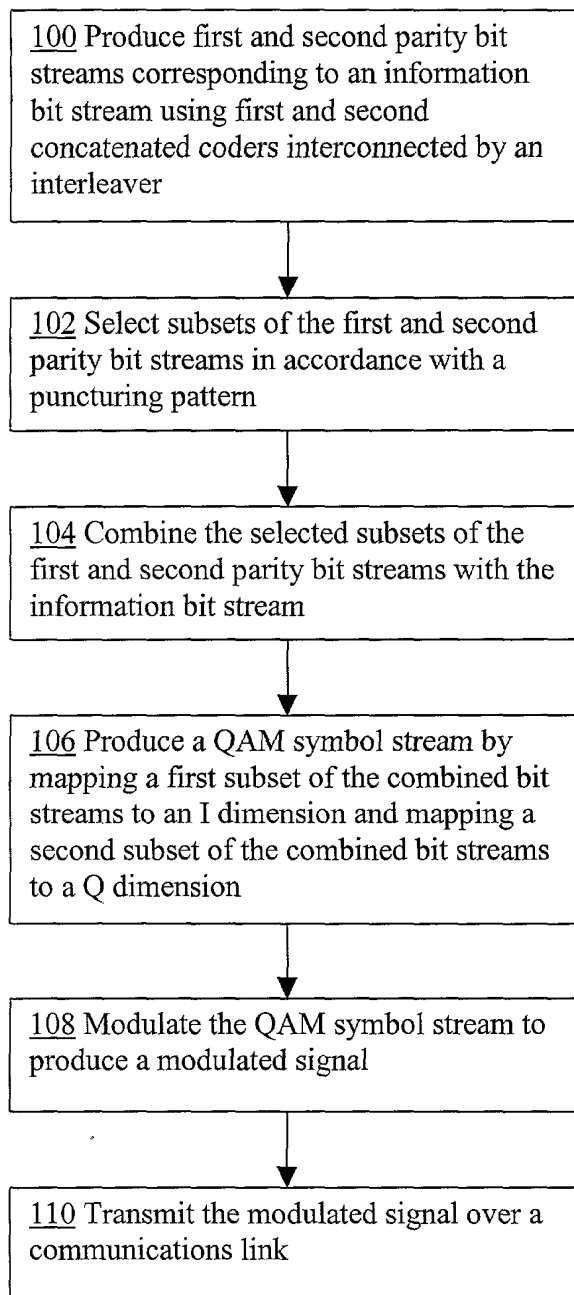 100 Produce first and second parity bit
streams corresponding to an information
bit stream using first and second
concatenated coders interconnected by an
interleaver
102 Select subsets of the first and second
parity bit streams in accordance with a
puncturing pattern
104 Combine the selected subsets of the
first and second parity bit streams with the
information bit stream
106 Produce a QAM symbol stream by
mapping a first subset of the combined bit
streams to an I dimension and mapping a
second subset of the combined bit streams
to a Q dimension
108 Modulate the QAM symbol stream to
produce a modulated signal
110 Transmit the modulated signal over a
communications link